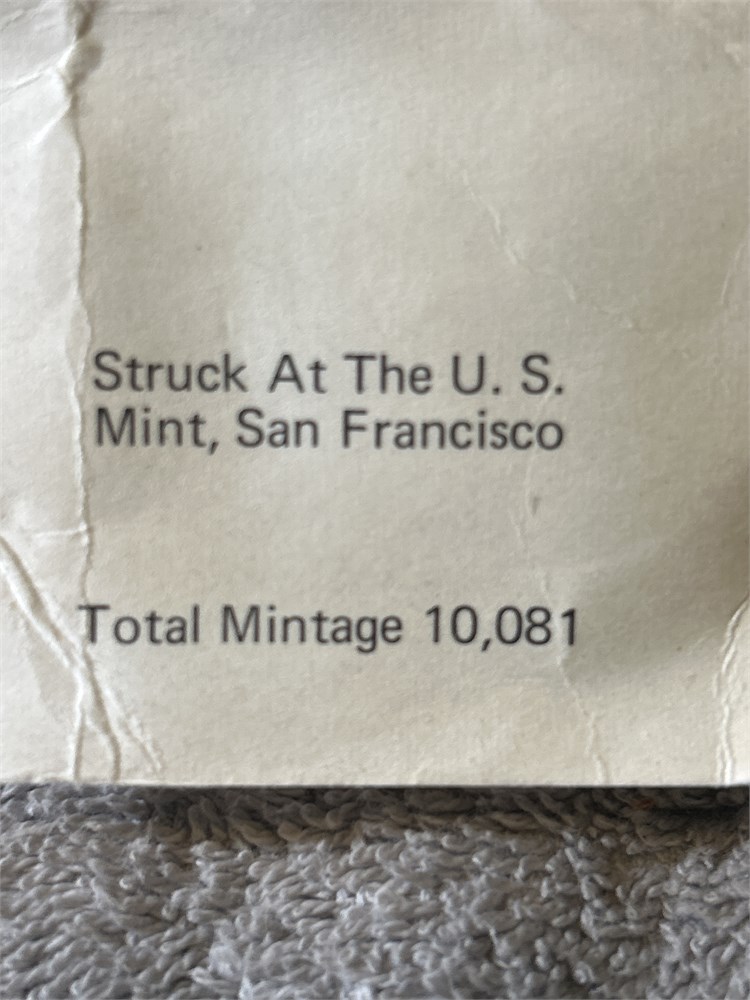 Struck At The U. S.
Mint, San Francisco
Total Mintage 10,081